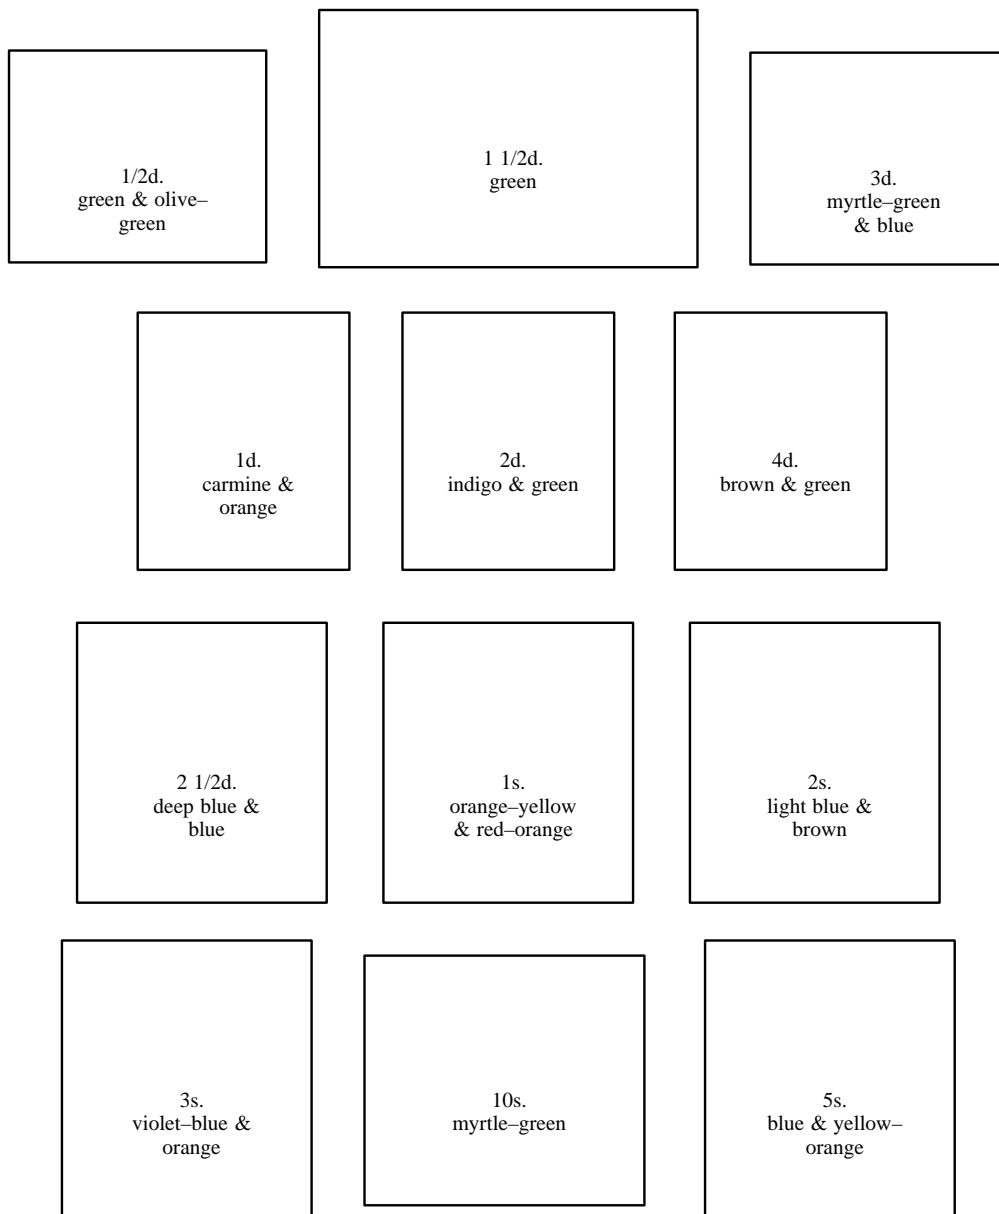 1/2d.
green & olive–
green
1 1/2d.
green
3d.
myrtle–green
& blue
1d.
carmine &
orange
2d.
indigo & green
4d.
brown & green
2 1/2d.
deep blue &
blue
1s.
orange–yellow
& red–orange
2s.
light blue &
brown
3s.
violet–blue &
orange
10s.
myrtle–green
5s.
blue & yellow–
orange